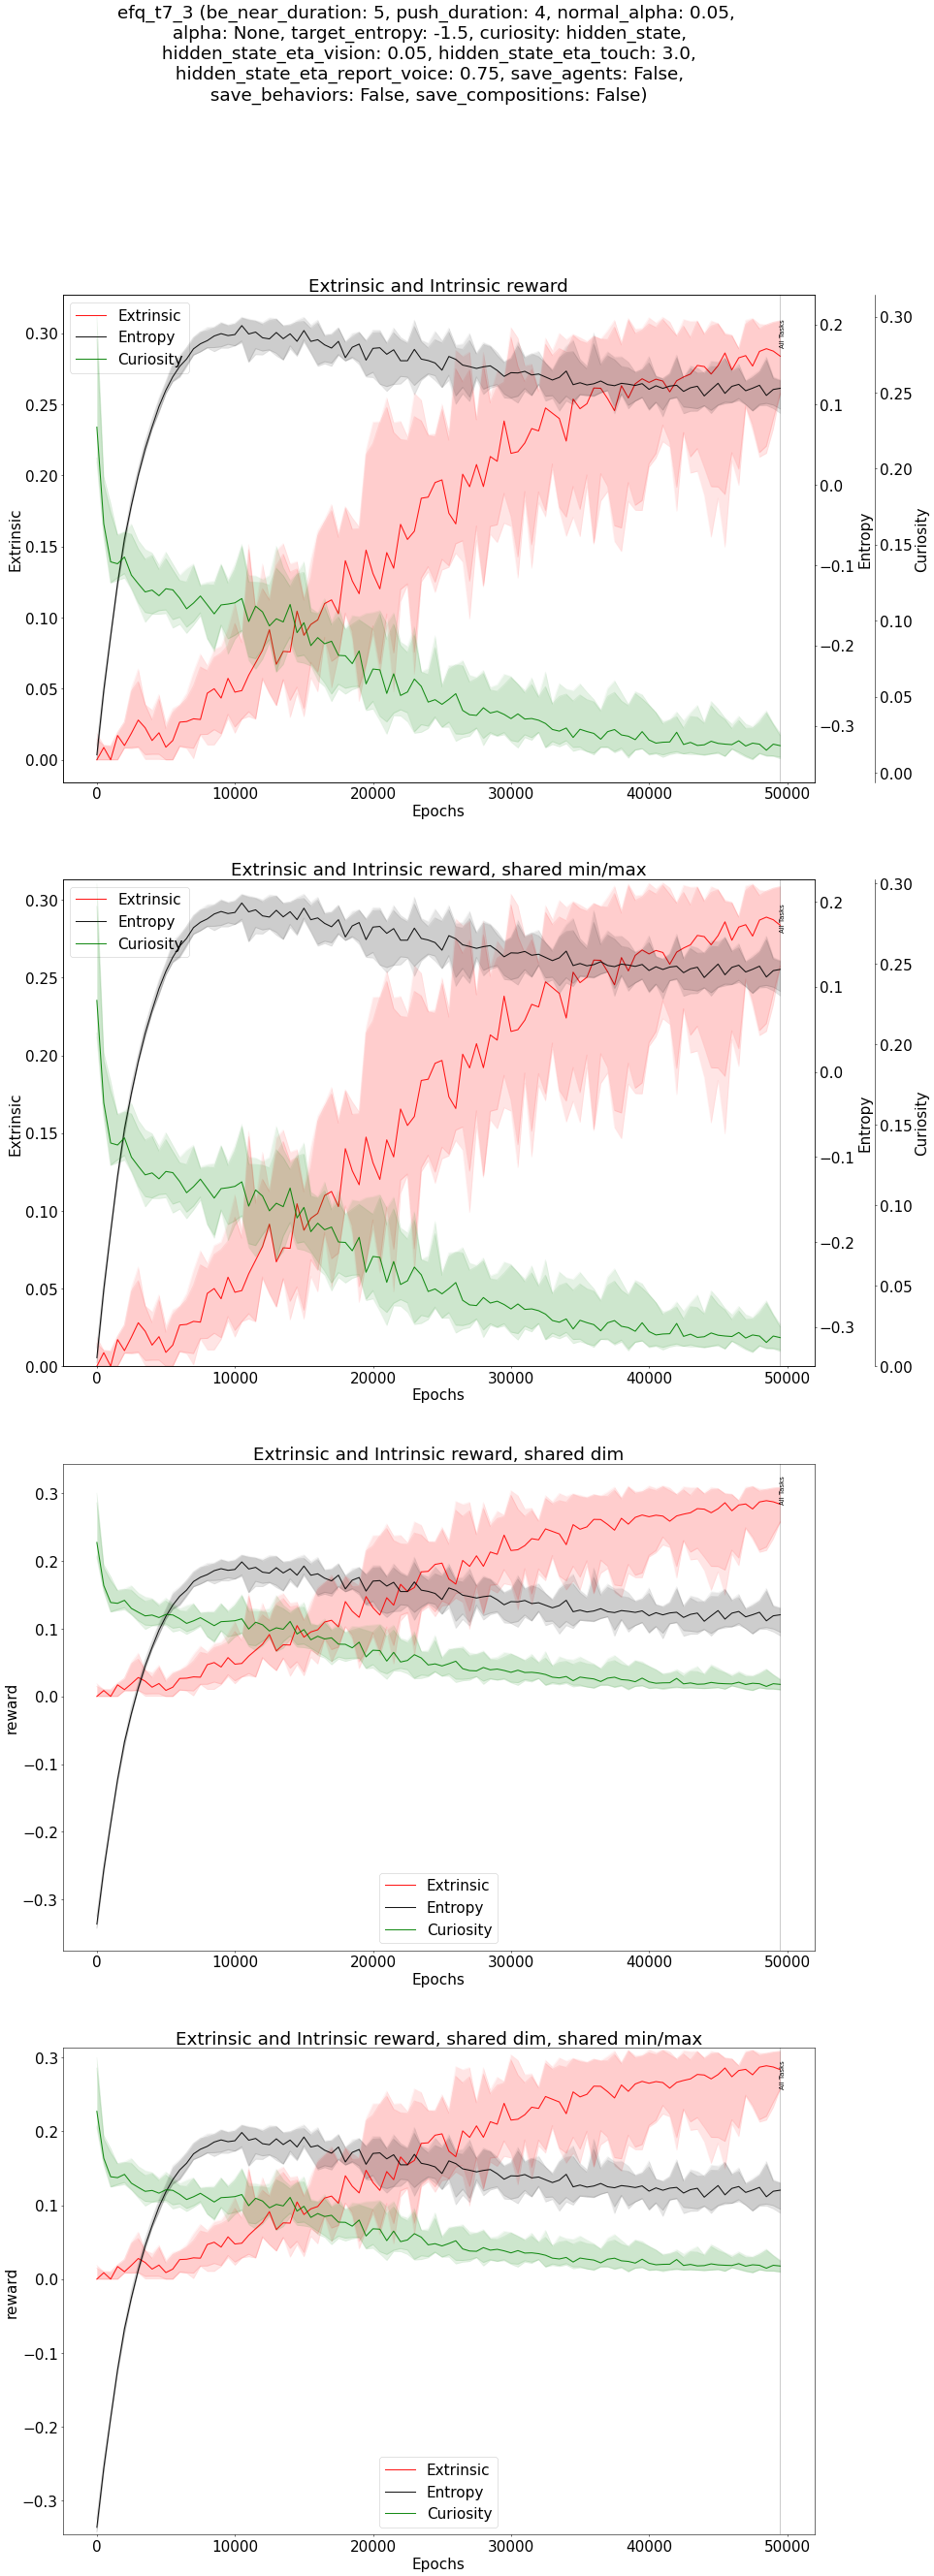 efq_t7_3 (be_near_duration: 5, push_duration: 4, normal_alpha: 0.05,
alpha: None, target_entropy: -1.5, curiosity: hidden_state,
hidden_state_eta_vision: 0.05, hidden_state_eta_touch: 3.0,
hidden_state_eta_report_voice: 0.75, save_agents: False,
save_behaviors: False, save_compositions: False)
Extrinsic and Intrinsic reward
Extrinsic
Entropy
Curiosity
All Tasks
0.30
0.25
0.20
0.15
0.10
0.05
0.00
Extrinsic
0.2
0.1
0.0
−0.1
−0.2
−0.3
Entropy
0.30
0.25
0.20
0.15
0.10
0.05
0.00
Curiosity
0 10000 20000 30000 40000 50000
Epochs
Extrinsic and Intrinsic reward, shared min/max
Extrinsic
Entropy
Curiosity
All Tasks
0.30
0.25
0.20
0.15
0.10
0.05
0.00
Extrinsic
0.2
0.1
0.0
−0.1
−0.2
−0.3
Entropy
0.30
0.25
0.20
0.15
0.10
0.05
0.00
Curiosity
0 10000 20000 30000 40000 50000
Epochs
Extrinsic and Intrinsic reward, shared dim
All Tasks
0.3
0.2
0.1
0.0
−0.1
−0.2
−0.3
reward
Extrinsic
Entropy
Curiosity
0 10000 20000 30000 40000 50000
Epochs
Extrinsic and Intrinsic reward, shared dim, shared min/max
All Tasks
0.3
0.2
0.1
0.0
−0.1
−0.2
−0.3
reward
Extrinsic
Entropy
Curiosity
0 10000 20000 30000 40000 50000
Epochs